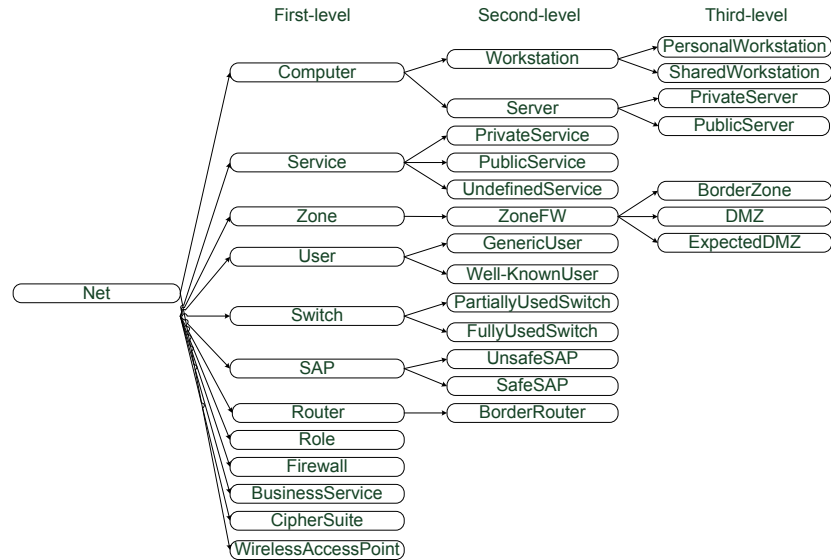 First-level Second-level Third-level
PersonalWorkstation
Computer Workstation
SharedWorkstation
PrivateServer
Server
PublicServer
PrivateService
Service PublicService
UndefinedService
BorderZone
Zone ZoneFW DMZ
ExpectedDMZ
GenericUser
User
Well-KnownUser
Net
PartiallyUsedSwitch
Switch
FullyUsedSwitch
UnsafeSAP
SAP
SafeSAP
Router BorderRouter
Role
Firewall
BusinessService
CipherSuite
WirelessAccessPoint